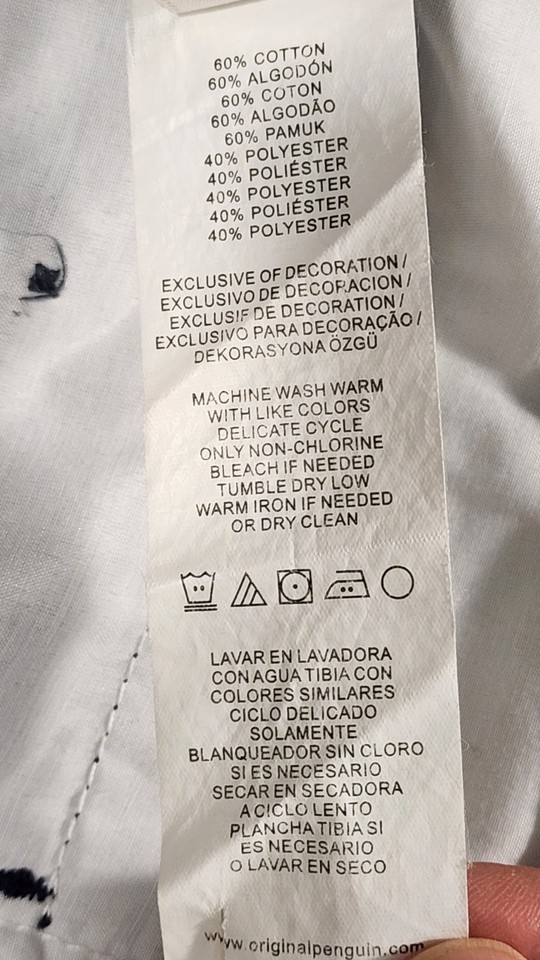 60% COTTON
60% ALGODÓN
60% COTON
60% ALGODÃO
60% PAMUK
40% POLYESTER
40% POLIÉSTER
40% POLYESTER
40% POLIÉSTER
40% POLYESTER
EXCLUSIVE OF DECORATION /
EXCLUSIVO DE DECORACION /
EXCLUSIF DE DECORATION /
EXCLUSIVO PARA DECORAÇÃO /
DEKORASYONA ÖZGÜ
MACHINE WASH WARM
WITH LIKE COLORS
DELICATE CYCLE
ONLY NON-CHLORINE
BLEACH IF NEEDED
TUMBLE DRY LOW
WARM IRON IF NEEDED
OR DRY CLEAN
LAVAR EN LAVADORA
CON AGUA TIBIA CON
COLORES SIMILARES
CICLO DELICADO
SOLAMENTE
BLANQUEADOR SIN CLORO
SI ES NECESARIO
SECAR EN SECADORA
A CICLO LENTO
PLANCHA TIBIA SI
ES NECESARIO
O LAVAR EN SECO
www.originalpenguin.com